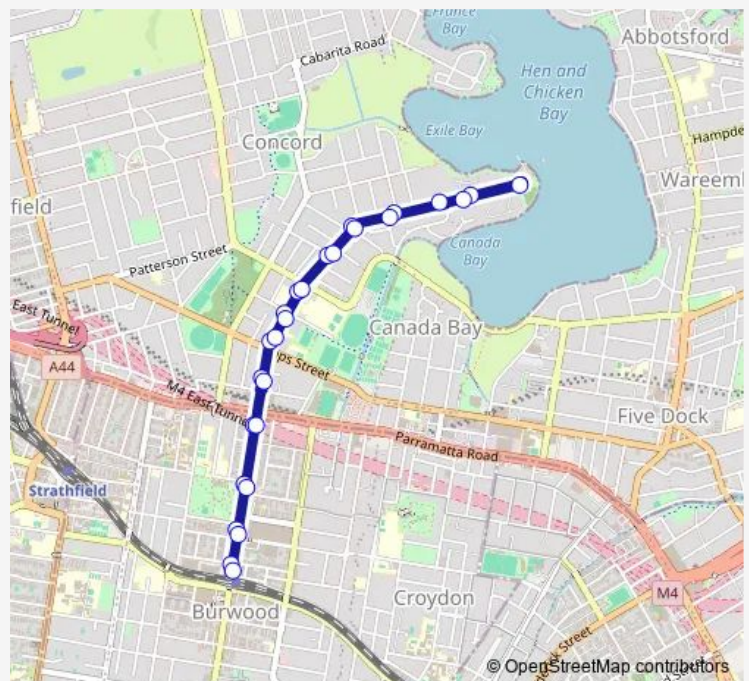 France
Bay
Abbotsford
Cabarita Road
Hen and
Chicken
Bay
Exile Bay
Hampde
Concord
Wareemb
field
Canada
Bay
Patterson Street
East Tunnel
Canada Bay
A44
ps Street
M4 East Tunnel
Five Dock
Parramatta Road
Strathfield
M4
Croydon
Burwood
Street
© OpenStreetMap contributors